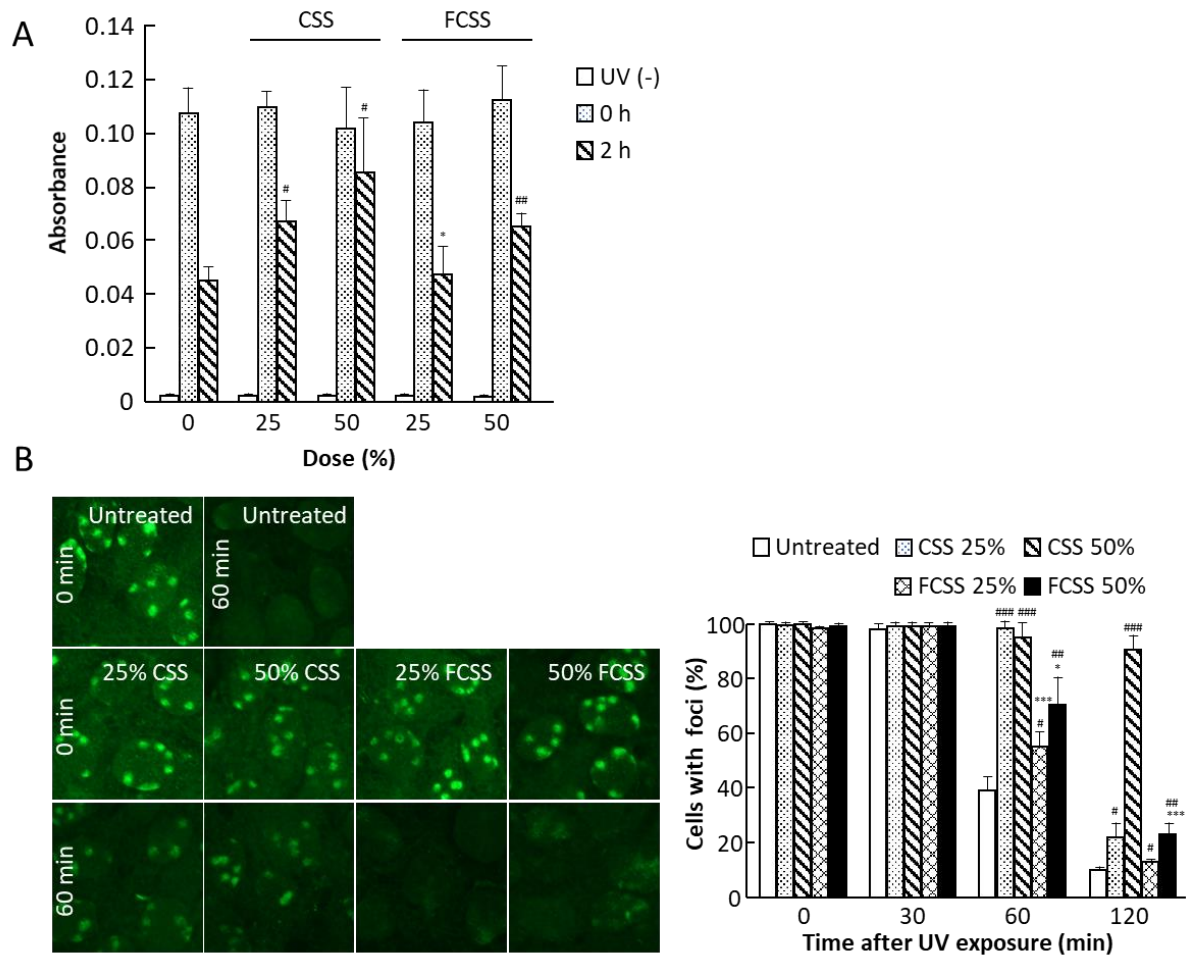 A
CSS FCSS
0.14
0.12
0.10
0.08
0.06
0.04
0.02
0
Absorbance
# # * ##
UV (-)
0 h
2 h
0 25 50 25 50
Dose (%)
B
Untreated Untreated
0 min 60 min
25% CSS 50% CSS 25% FCSS 50% FCSS
0 min
60 min
Untreated CSS 25% CSS 50%
FCSS 25% FCSS 50%
100
80
60
40
20
0
Cells with foci (%)
### ### *** # ## * # ### # ## ***
0 30 60 120
Time after UV exposure (min)